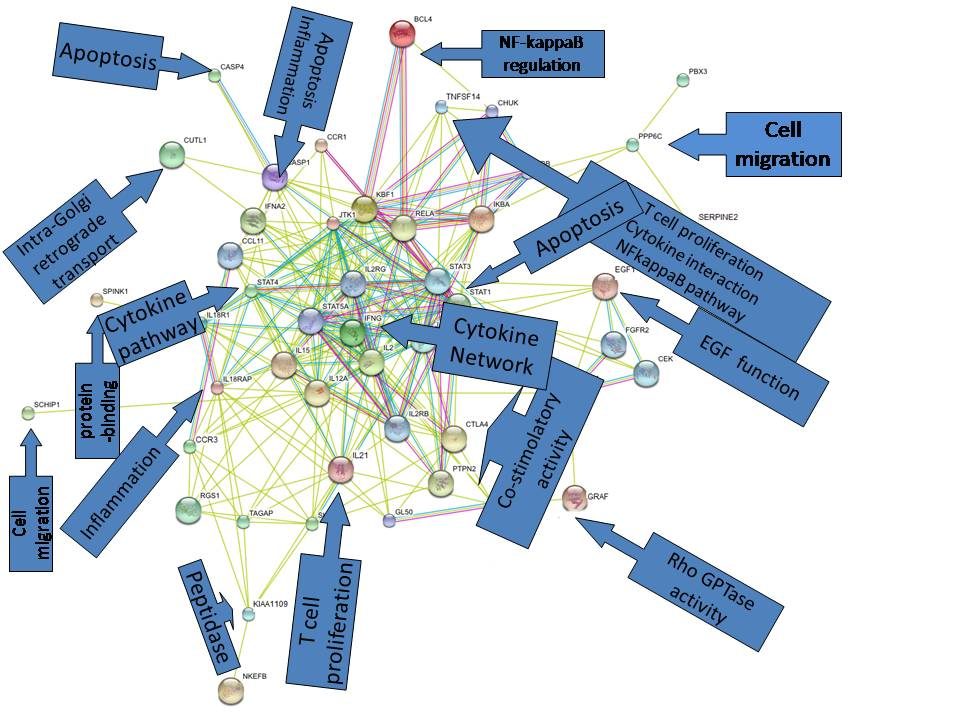 BCL4
NF-kappaB
regulation
Apoptosis
CASP4
Apoptosis
Inflammation
PBX3
TNFSF14
CHUK
PPP6C
Cell
migration
CUTL1
CCR1
ASP1
KBF1
IKBA
IFNA2
JTK1
RELA
SERPINE2
T cell proliferation
Cytokine interaction
NFkappaB pathway
Apoptosis
Intra-Golgi
retrograde
transport
CCL11
IL2RG
STAT3
EGF1
STAT4
STAT1
SPINK1
Cytokine
pathway
IL18R1
STAT5A
IFNG
Cytokine
Network
FGFR2
EGF function
IL15
IL2
CEK
protein
-binding
IL18RAP
IL12A
SCHIP1
IL2RB
CTLA4
Co-stimolatory
activity
CCR3
Inflammation
IL21
PTPN2
Cell
migration
RGS1
GRAF
TAGAP
GL50
Rho GPTase
activity
Peptidase
KIAA1109
T cell
proliferation
NKEFB